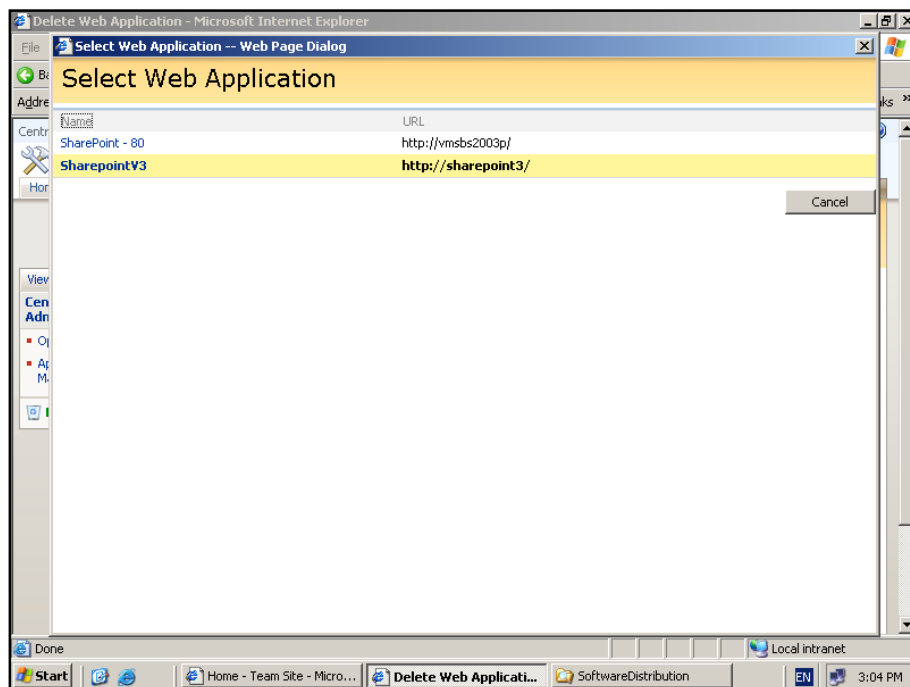 Delete Web Application - Microsoft Internet Explorer
File
Select Web Application -- Web Page Dialog
Select Web Application
Name URL
SharePoint - 80 http://vmsbs2003p/
SharepointV3 http://sharepoint3/
Cancel
View
Done Local intranet
Start Home - Team Site - Micro... Delete Web Applicati... SoftwareDistribution EN 3:04 PM